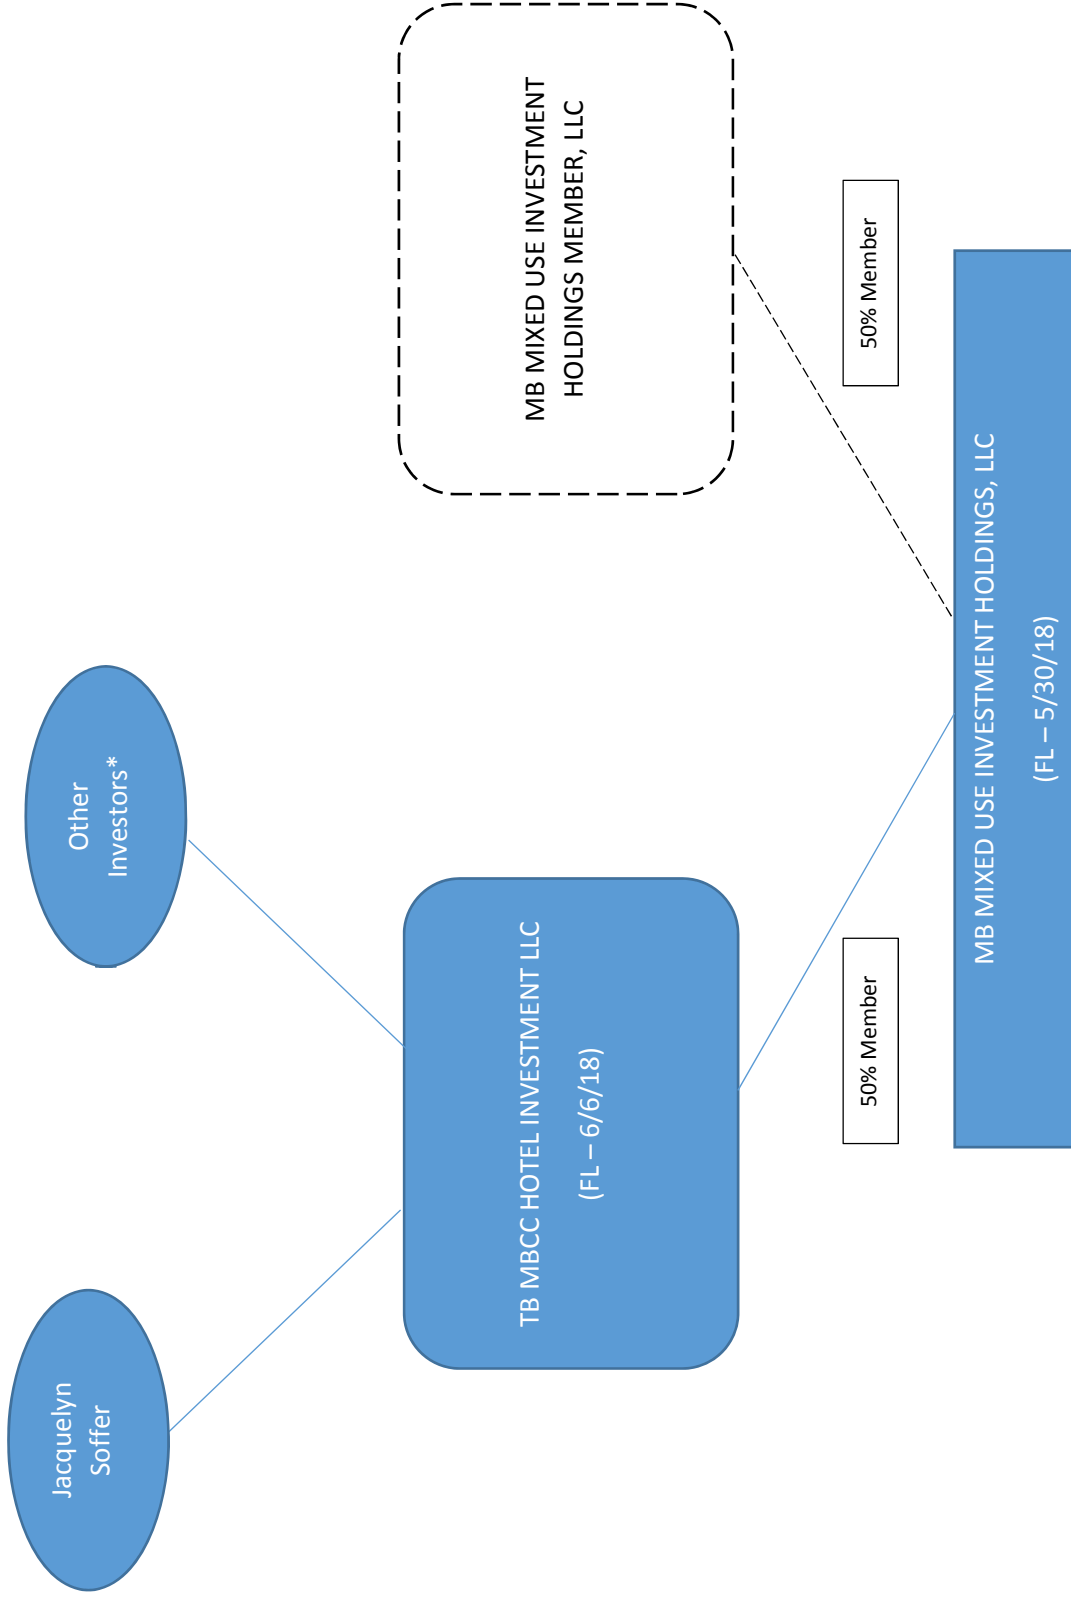 Jacquelyn
Soffer
Other
Investors*
TB MBCC HOTEL INVESTMENT LLC
(FL – 6/6/18)
MB MIXED USE INVESTMENT
HOLDINGS MEMBER, LLC
50% Member
50% Member
MB MIXED USE INVESTMENT HOLDINGS, LLC
(FL – 5/30/18)